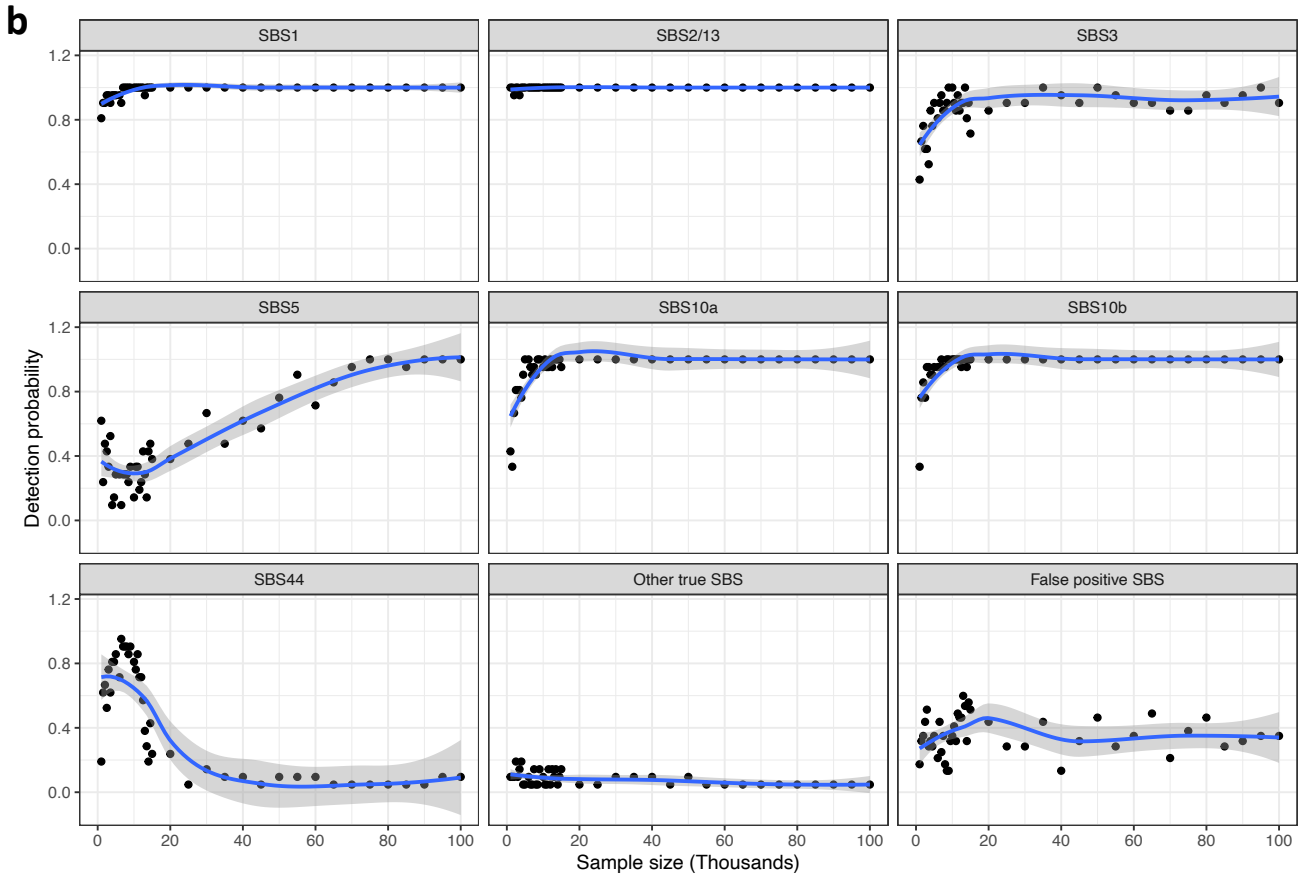 b
SBS1 SBS2/13 SBS3
1.2
0.8
0.4
0.0
SBS5 SBS10a SBS10b
1.2
0.8
0.4
0.0
Detection probability
SBS44 Other true SBS False positive SBS
1.2
0.8
0.4
0.0
0 20 40 60 80 100 0 20 40 60 80 100 0 20 40 60 80 100
Sample size (Thousands)